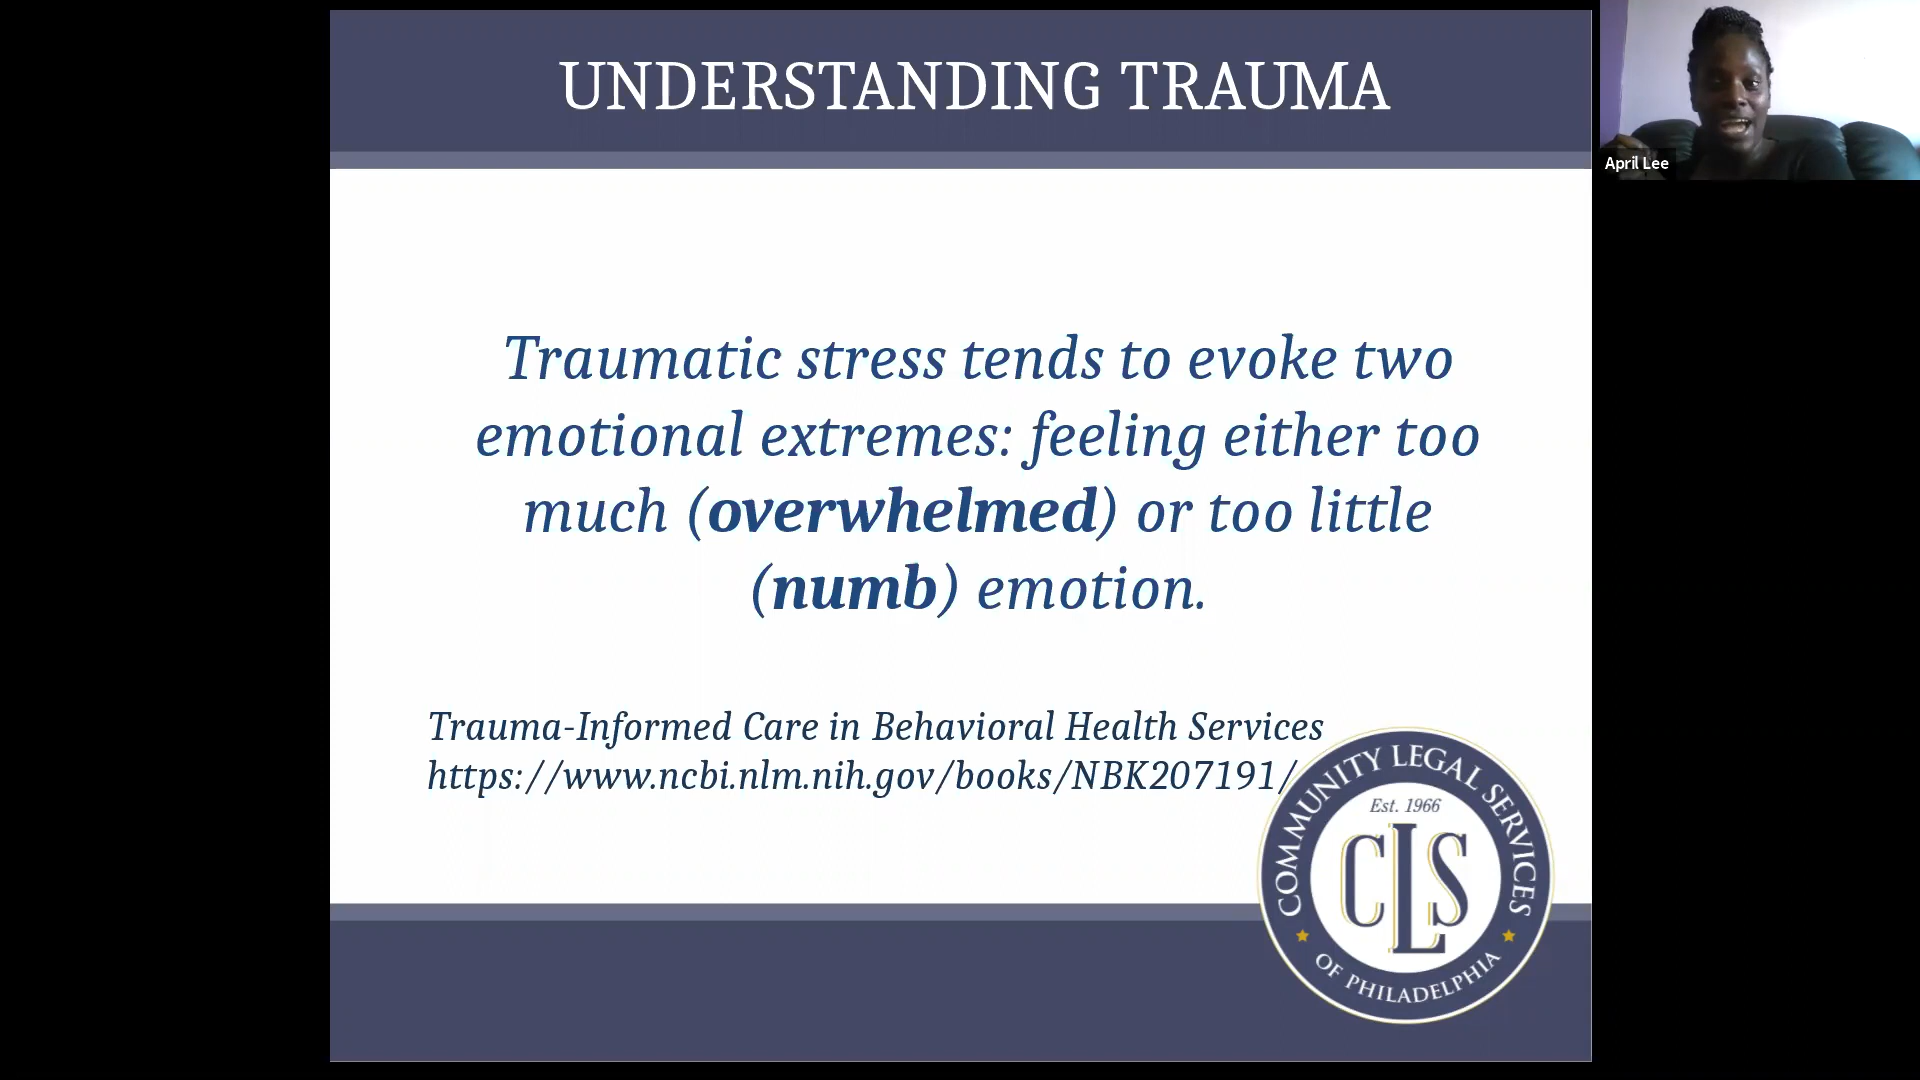 UNDERSTANDING TRAUMA
April Lee
Traumatic stress tends to evoke two
emotional extremes: feeling either too
much (overwhelmed) or too little
(numb) emotion.
Trauma-Informed Care in Behavioral Health Services
https://www.ncbi.nlm.nih.gov/books/NBK207191/
COMMUNITY LEGAL SERVICES
Est. 1966
CLS
OF PHILADELPHIA